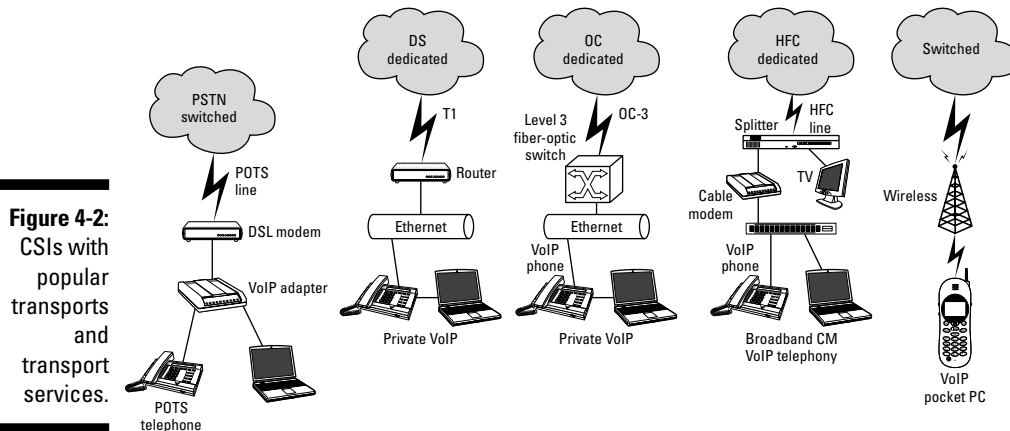 Figure 4-2:
CSIs with
popular
transports
and
transport
services.
PSTN
switched
POTS
line
DSL modem
VoIP adapter
POTS
telephone
DS
dedicated
T1
Router
Ethernet
Private VoIP
OC
dedicated
Level 3
fiber-optic
switch
OC-3
Ethernet
VoIP
phone
Private VoIP
HFC
dedicated
Splitter
HFC
line
TV
Cable
modem
VoIP
phone
Broadband CM
VoIP telephony
Switched
Wireless
VoIP
pocket PC